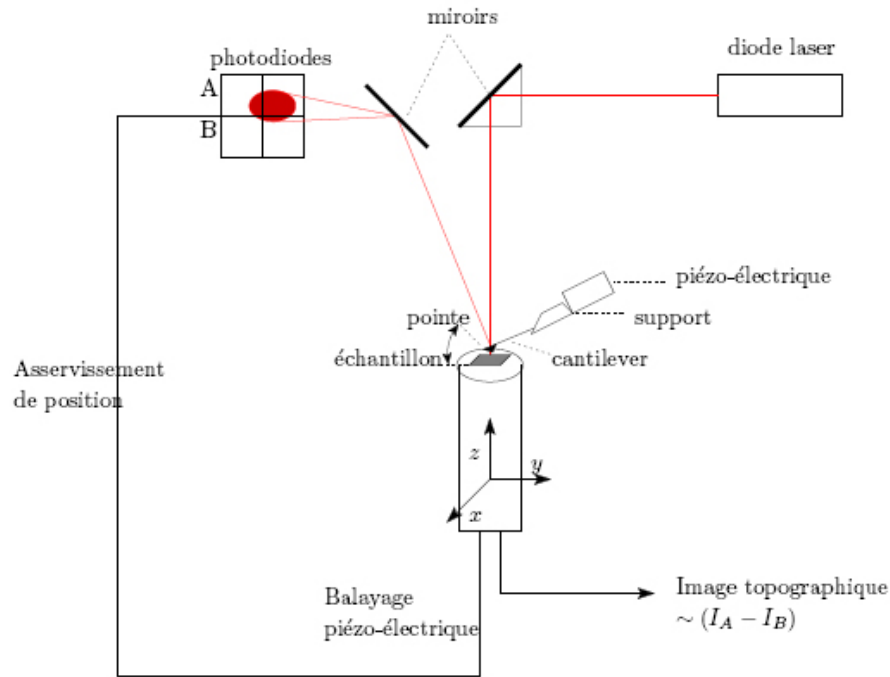 miroirs
photodiodes
diode laser
A
B
piézo-électrique
pointe
support
échantillon
cantilever
Asservissement
de position
z
y
x
Balayage
piézo-électrique
Image topographique
∼ (I_A − I_B)